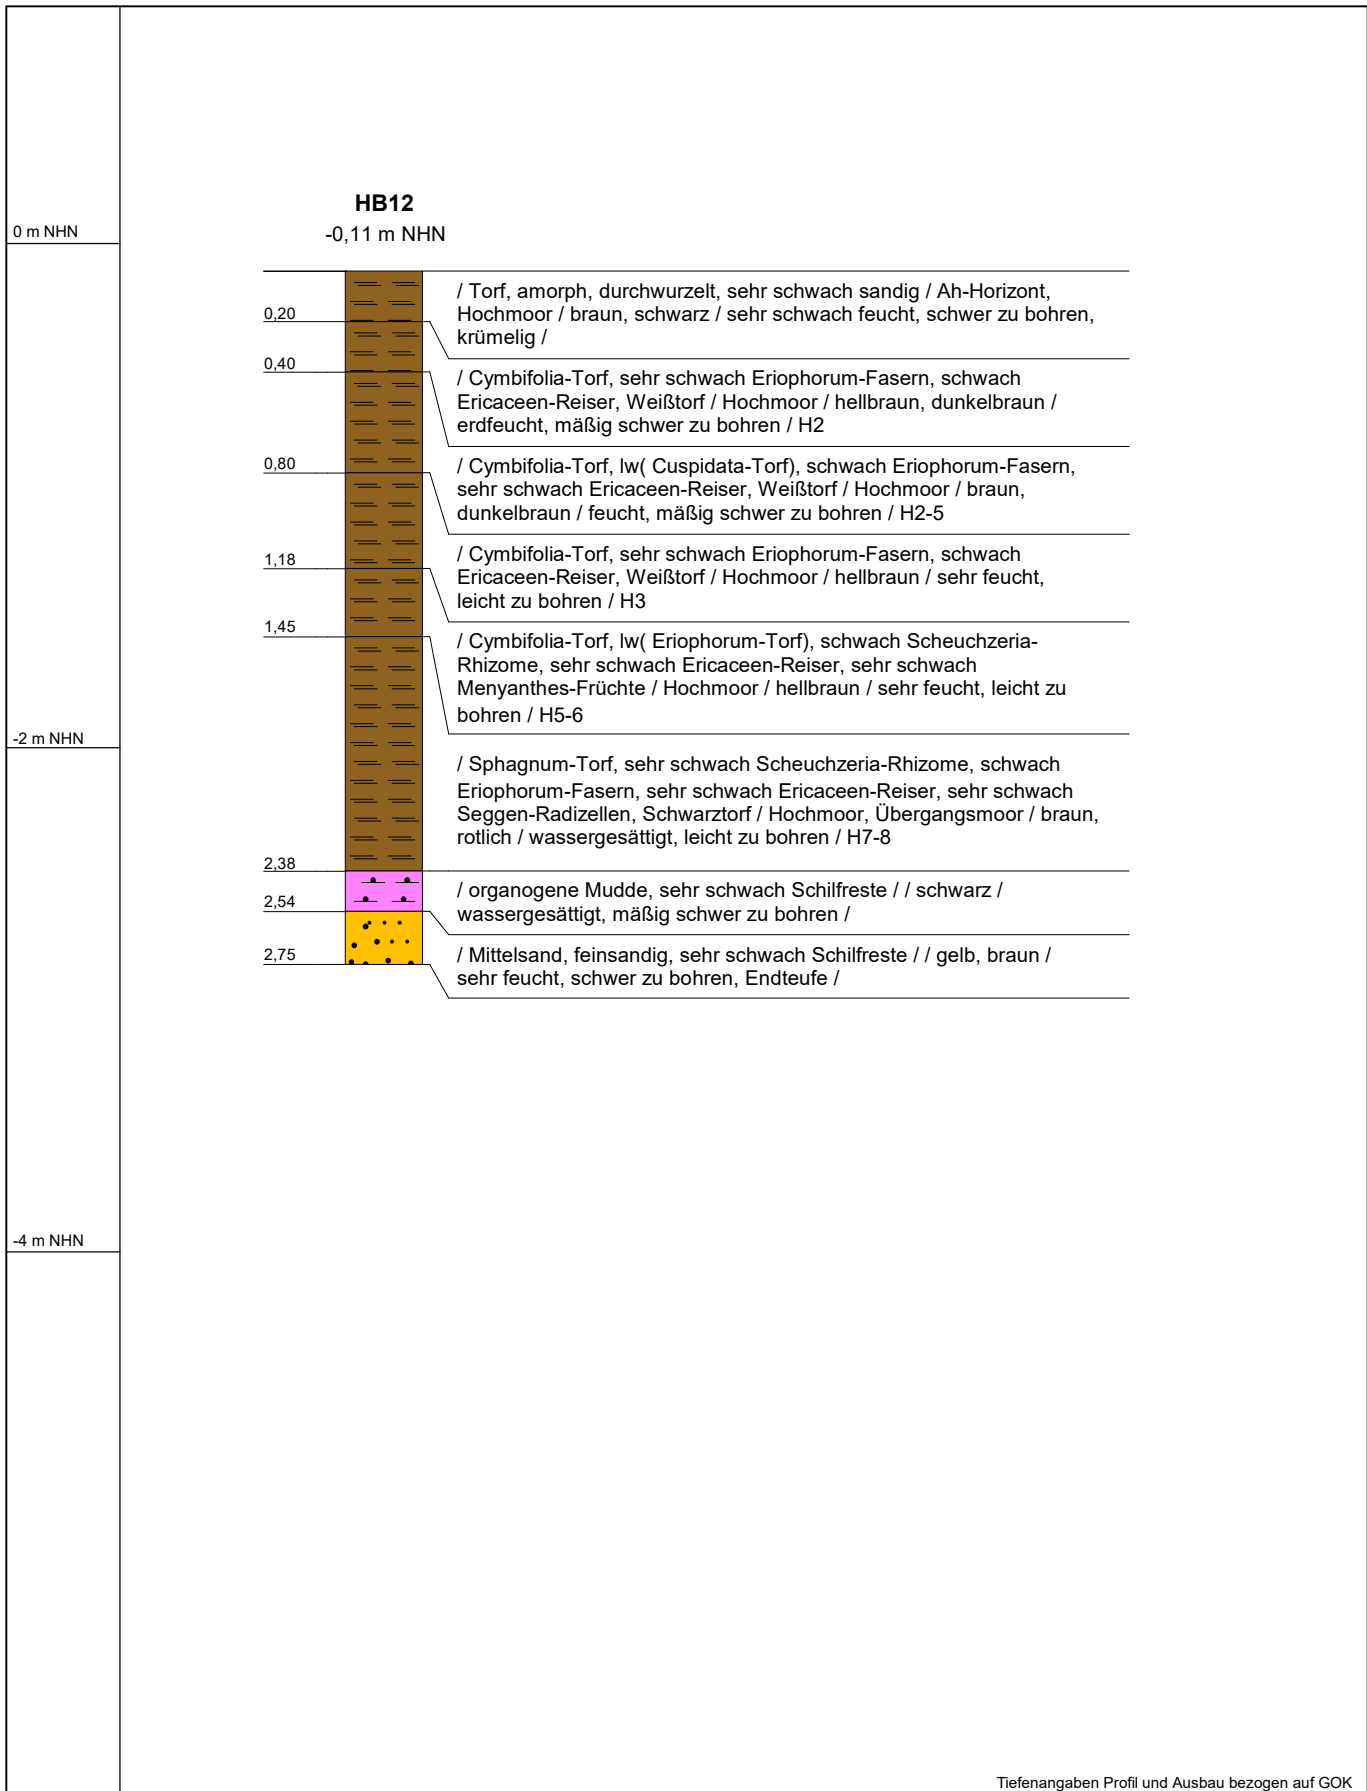 HB12
-0,11 m NHN
0 m NHN
/ Torf, amorph, durchwurzelt, sehr schwach sandig / Ah-Horizont,
Hochmoor / braun, schwarz / sehr schwach feucht, schwer zu bohren,
krümelig /
0,20
/ Cymbifolia-Torf, sehr schwach Eriophorum-Fasern, schwach
Ericaceen-Reiser, Weißtorf / Hochmoor / hellbraun, dunkelbraun /
erdfeucht, mäßig schwer zu bohren / H2
0,40
/ Cymbifolia-Torf, lw( Cuspidata-Torf), schwach Eriophorum-Fasern,
sehr schwach Ericaceen-Reiser, Weißtorf / Hochmoor / braun,
dunkelbraun / feucht, mäßig schwer zu bohren / H2-5
0,80
/ Cymbifolia-Torf, sehr schwach Eriophorum-Fasern, schwach
Ericaceen-Reiser, Weißtorf / Hochmoor / hellbraun / sehr feucht,
leicht zu bohren / H3
1,18
/ Cymbifolia-Torf, lw( Eriophorum-Torf), schwach Scheuchzeria-
Rhizome, sehr schwach Ericaceen-Reiser, sehr schwach
Menyanthes-Früchte / Hochmoor / hellbraun / sehr feucht, leicht zu
bohren / H5-6
1,45
-2 m NHN
/ Sphagnum-Torf, sehr schwach Scheuchzeria-Rhizome, schwach
Eriophorum-Fasern, sehr schwach Ericaceen-Reiser, sehr schwach
Seggen-Radizellen, Schwarztorf / Hochmoor, Übergangsmoor / braun,
rotlich / wassergesättigt, leicht zu bohren / H7-8
2,38
/ organogene Mudde, sehr schwach Schilfreste / / schwarz /
wassergesättigt, mäßig schwer zu bohren /
2,54
/ Mittelsand, feinsandig, sehr schwach Schilfreste / / gelb, braun /
sehr feucht, schwer zu bohren, Endteufe /
2,75
-4 m NHN
Tiefenangaben Profil und Ausbau bezogen auf GOK